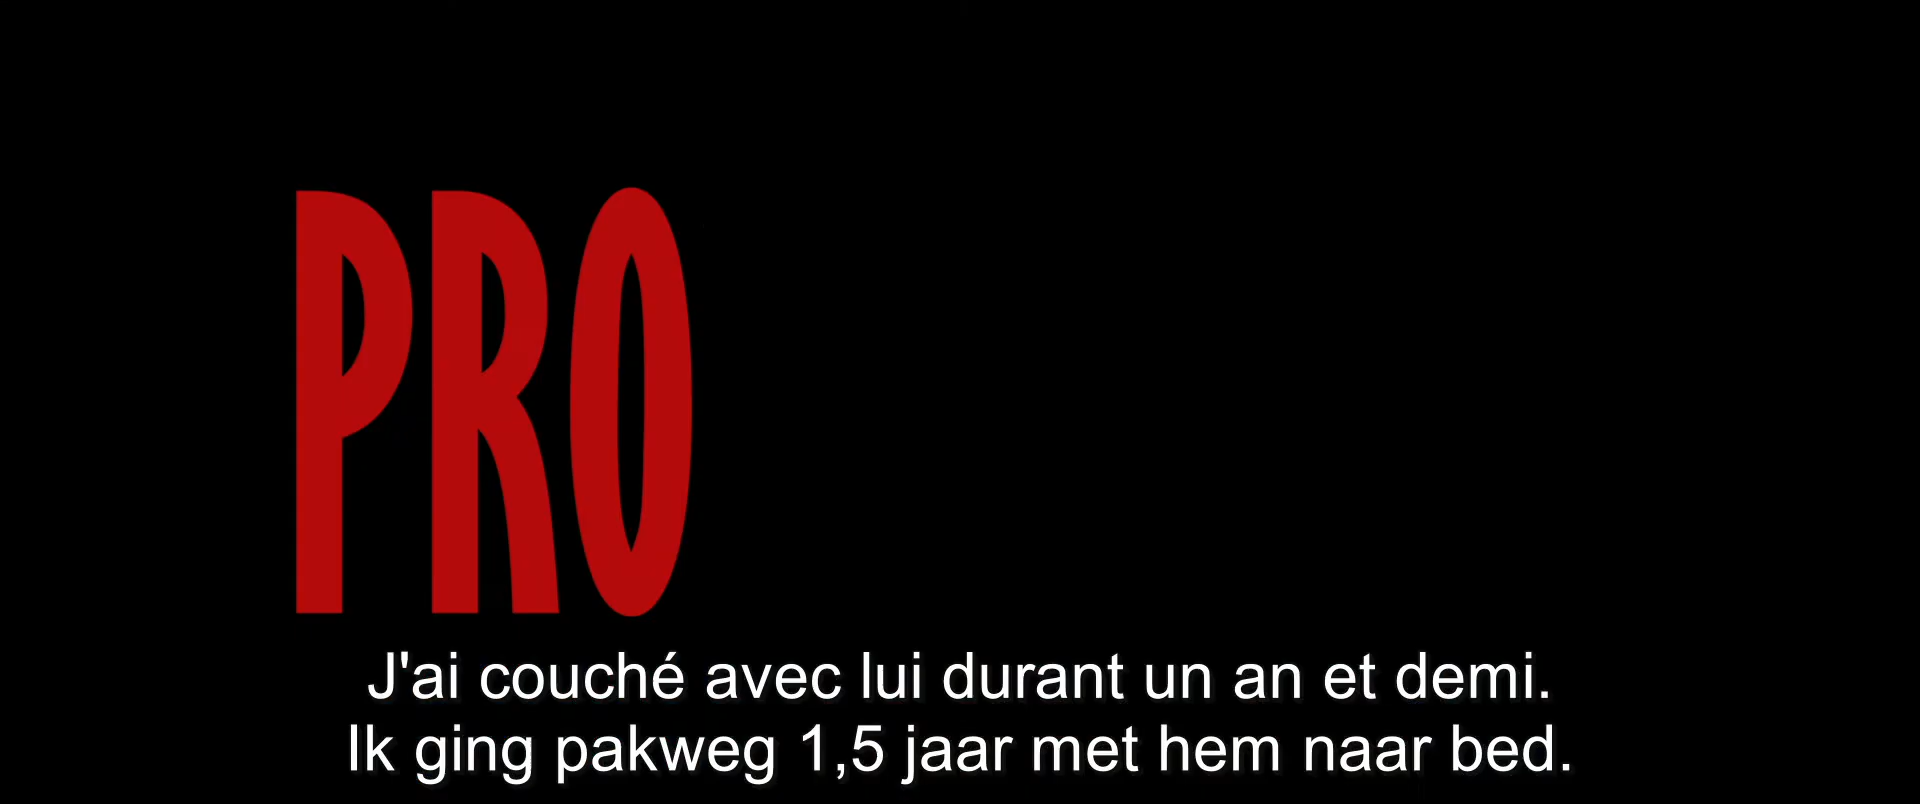 PRO
J'ai couché avec lui durant un an et demi.
Ik ging pakweg 1,5 jaar met hem naar bed.